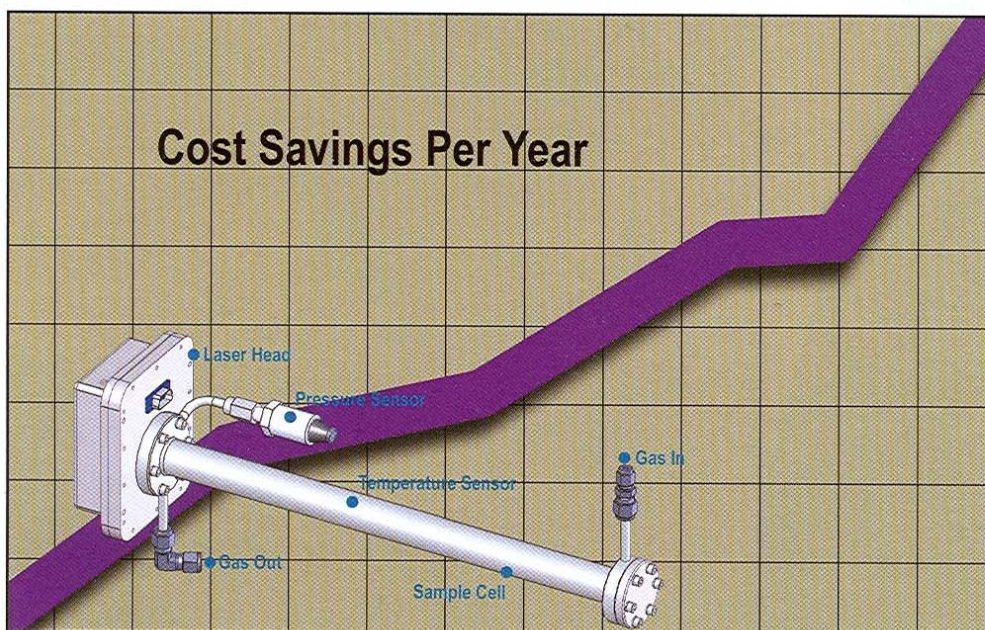 Cost Savings Per Year
Laser Head
Pressure Sensor
Gas In
Temperature Sensor
Gas Out
Sample Cell